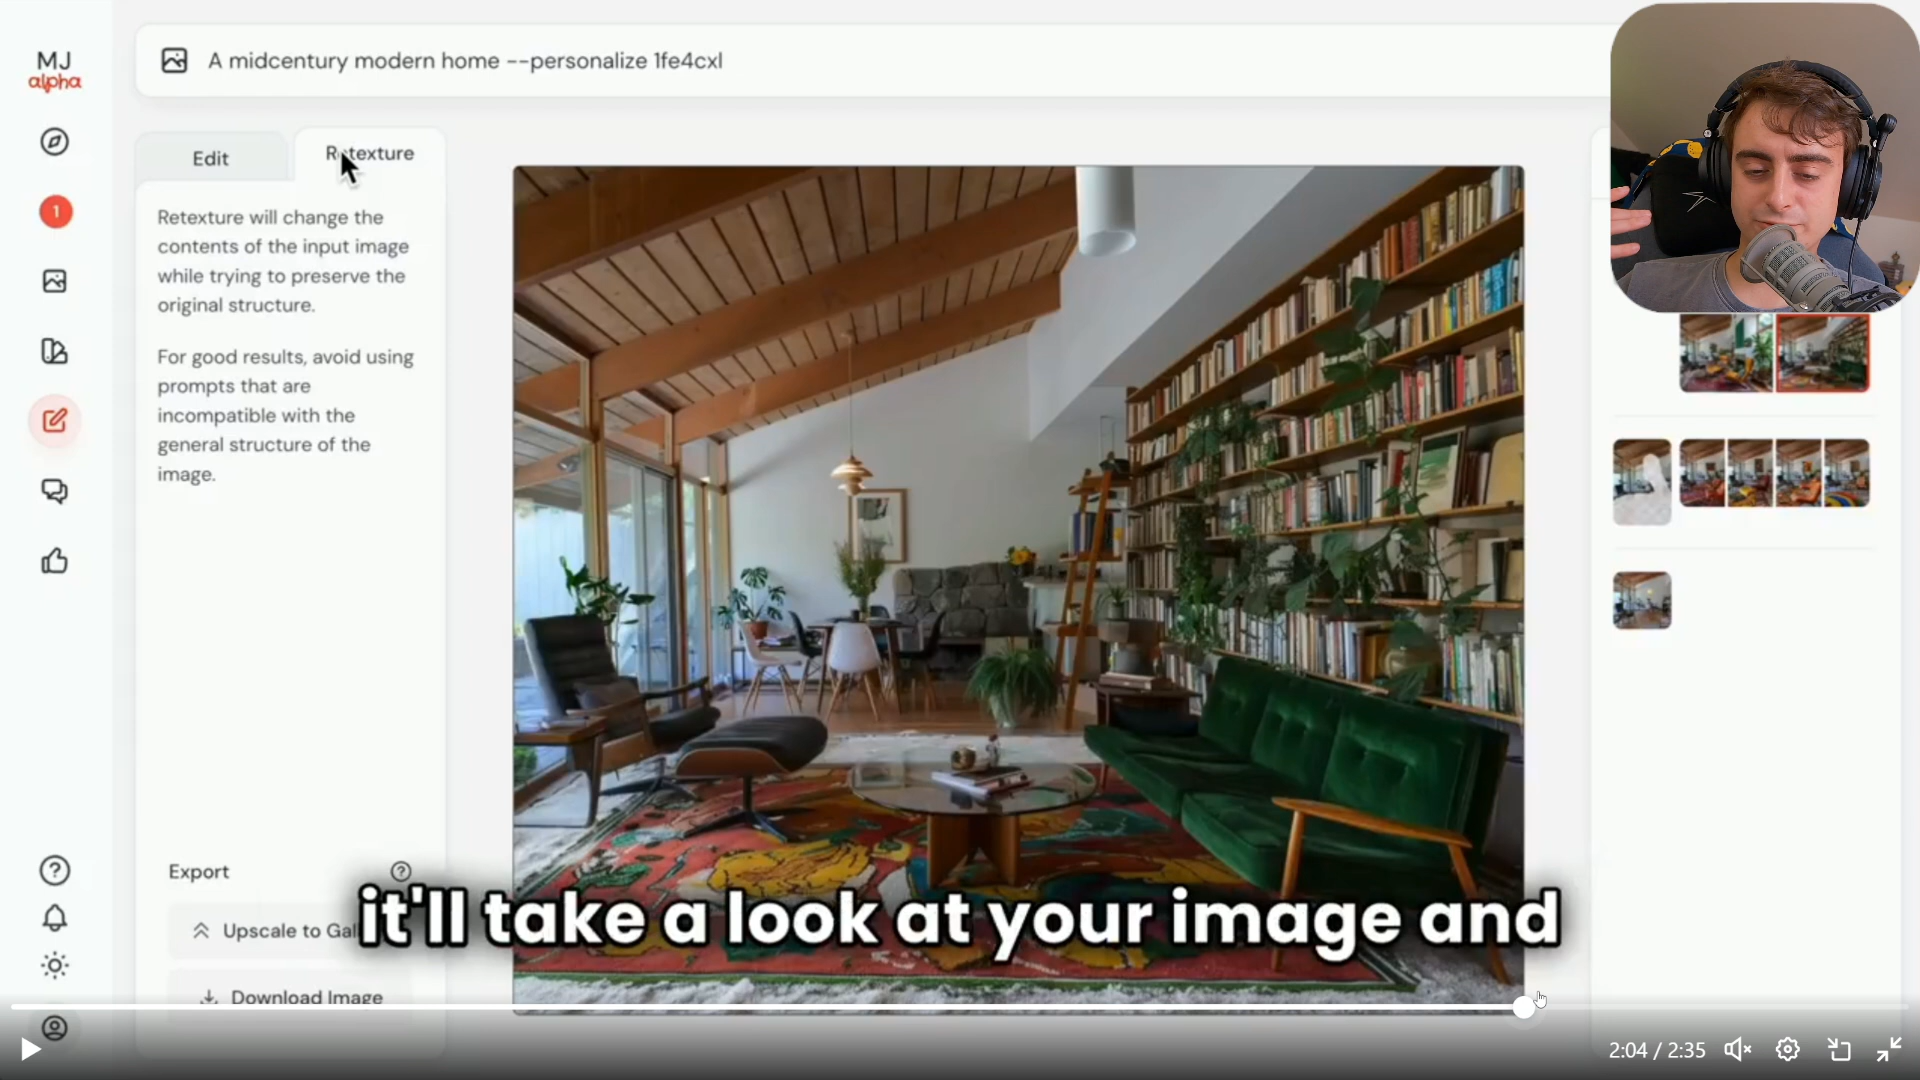 MJ
alpha
A midcentury modern home --personalize 1fe4cxl
1
Edit
Retexture
Retexture will change the
contents of the input image
while trying to preserve the
original structure.
For good results, avoid using
prompts that are
incompatible with the
general structure of the
image.
Export
Upscale to Gal
Download Image
it'll take a look at your image and
2:04 / 2:35